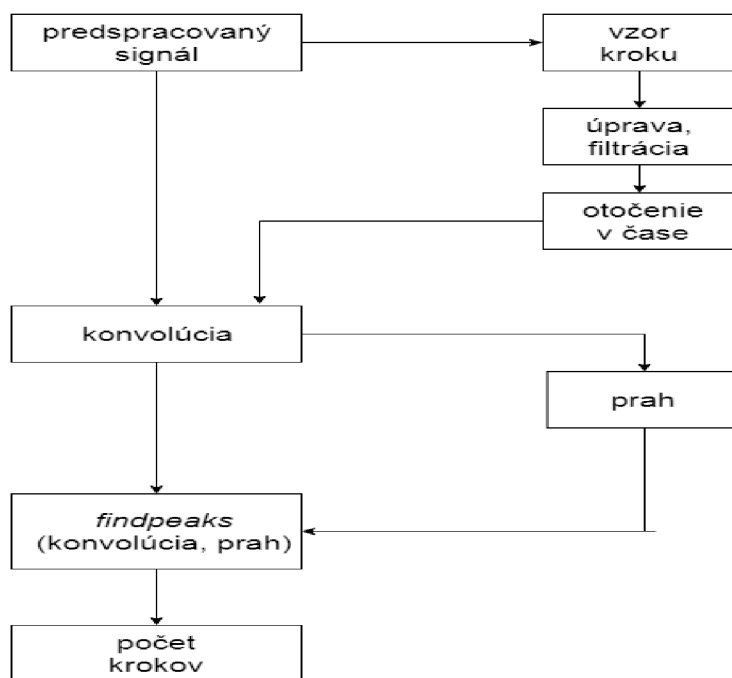 predspracovaný
signál
vzor
kroku
úprava,
filtrácia
otočenie
v čase
konvolúcia
prah
findpeaks
(konvolúcia, prah)
počet
krokov